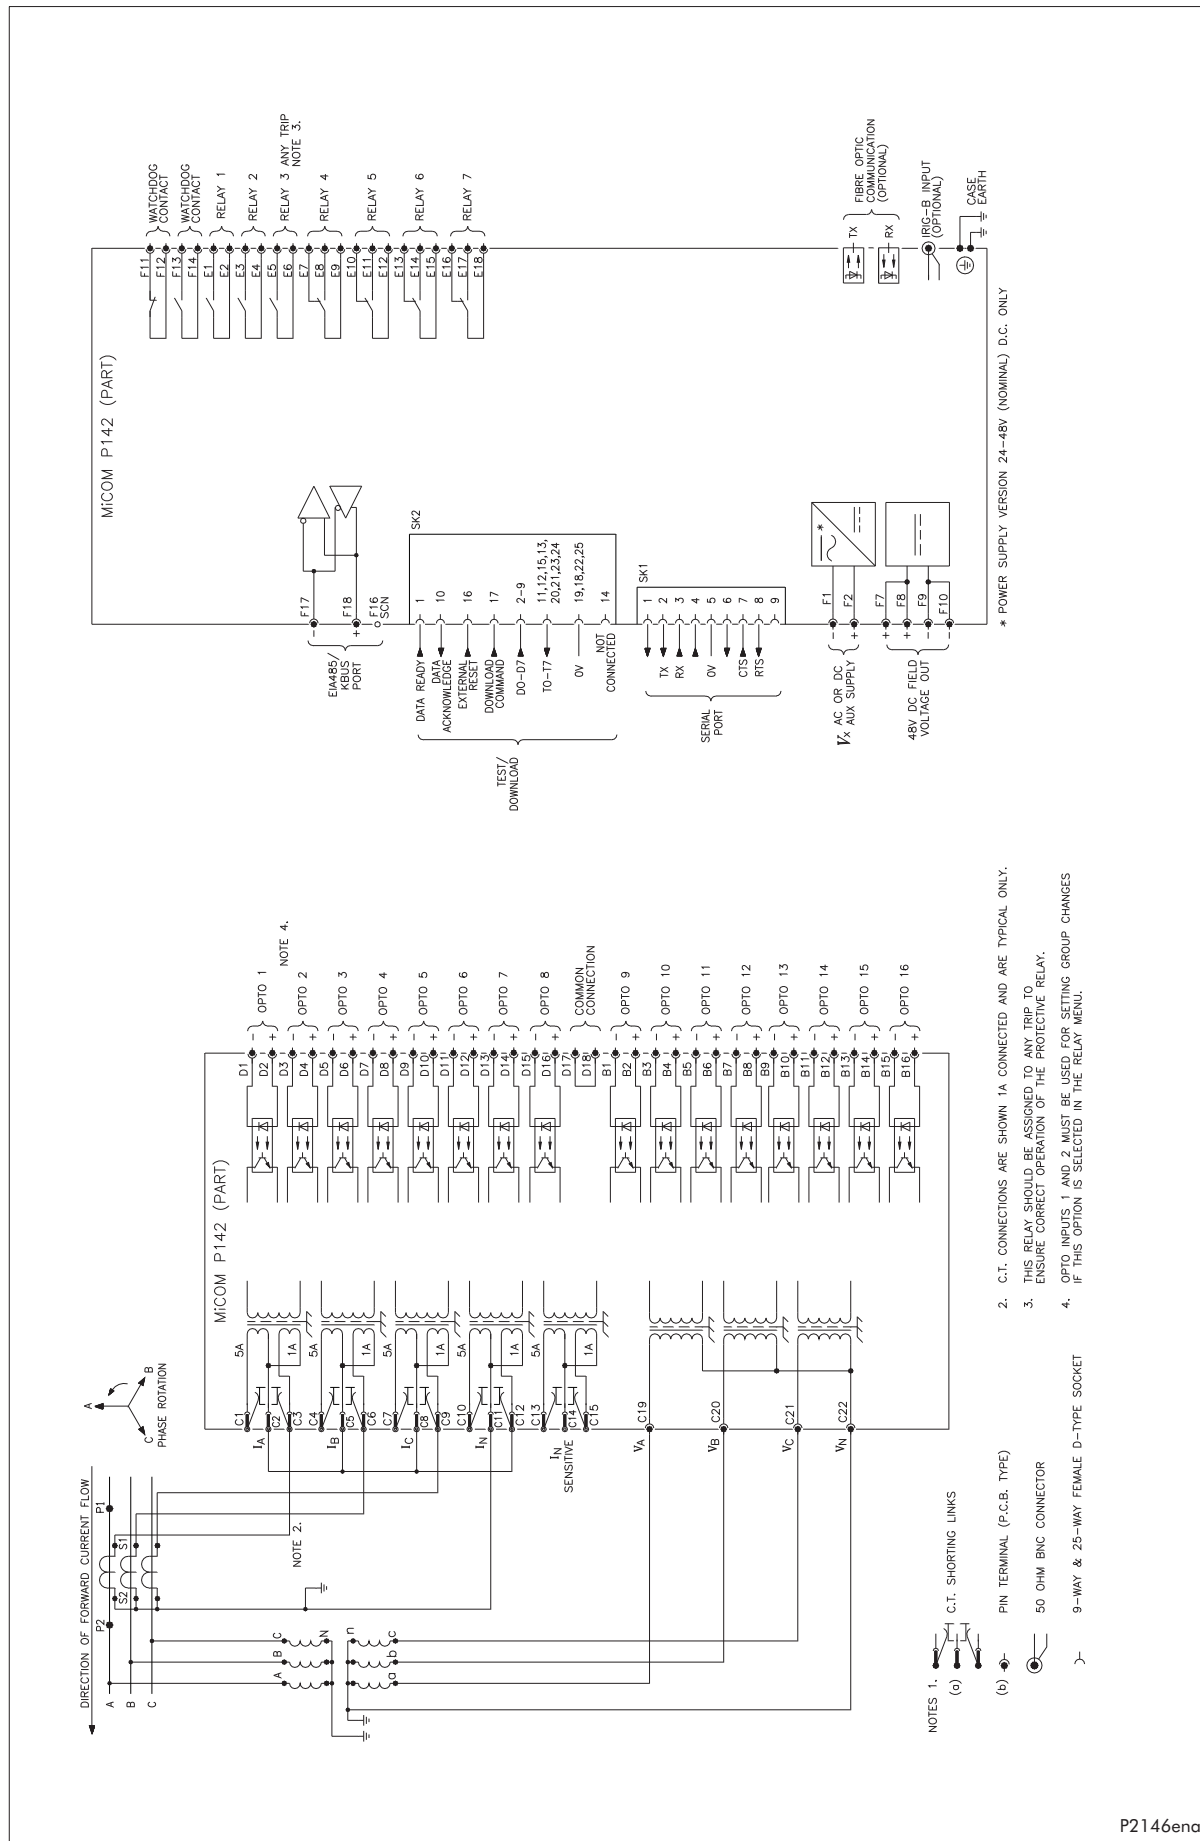 DIRECTION OF FORWARD CURRENT FLOW
P2
P1
A
B
C
S2
S1
A
B
C
PHASE ROTATION
A
B
C
N
n
a
b
c
NOTE 2.
MiCOM P142 (PART)
IA
IB
IC
IN
IN
SENSITIVE
VA
VB
VC
VN
C1
C2
C3
C4
C5
C6
C7
C8
C9
C10
C11
C12
C13
C14
C15
C19
C20
C21
C22
5A
1A
5A
1A
5A
1A
5A
1A
5A
1A
D1 -
D2 +
OPTO 1
NOTE 4.
D3 -
D4 +
OPTO 2
D5 -
D6 +
OPTO 3
D7 -
D8 +
OPTO 4
D9 -
D10 +
OPTO 5
D11 -
D12 +
OPTO 6
D13 -
D14 +
OPTO 7
D15 -
D16 +
OPTO 8
D17
D18
COMMON
CONNECTION
B1 -
B2 +
OPTO 9
B3 -
B4 +
OPTO 10
B5 -
B6 +
OPTO 11
B7 -
B8 +
OPTO 12
B9 -
B10 +
OPTO 13
B11 -
B12 +
OPTO 14
B13 -
B14 +
OPTO 15
B15 -
B16 +
OPTO 16
NOTES 1.
(a)
C.T. SHORTING LINKS
(b)
PIN TERMINAL (P.C.B. TYPE)
50 OHM BNC CONNECTOR
9-WAY & 25-WAY FEMALE D-TYPE SOCKET
2. C.T. CONNECTIONS ARE SHOWN 1A CONNECTED AND ARE TYPICAL ONLY.
3. THIS RELAY SHOULD BE ASSIGNED TO ANY TRIP TO
ENSURE CORRECT OPERATION OF THE PROTECTIVE RELAY.
4. OPTO INPUTS 1 AND 2 MUST BE USED FOR SETTING GROUP CHANGES
IF THIS OPTION IS SELECTED IN THE RELAY MENU.
MiCOM P142 (PART)
EIA485/
KBUS
PORT
- F17
+ F18
F16
SCN
TEST/
DOWNLOAD
SK2
DATA READY 1
DATA
ACKNOWLEDGE 10
EXTERNAL
RESET 16
DOWNLOAD
COMMAND 17
DO-D7 2-9
TO-T7 11,12,15,13,
20,21,23,24
0V 19,18,22,25
NOT
CONNECTED 14
SERIAL
PORT
SK1
1
TX 2
RX 3
4
0V 5
6
CTS 7
RTS 8
9
Vx AC OR DC
AUX SUPPLY
- F1
+ F2
*
48V DC FIELD
VOLTAGE OUT
+ F7
+ F8
- F9
- F10
F11
F12
WATCHDOG
CONTACT
F13
F14
WATCHDOG
CONTACT
E1
E2
RELAY 1
E3
E4
RELAY 2
E5
E6
RELAY 3 ANY TRIP
NOTE 3.
E7
E8
E9
RELAY 4
E10
E11
E12
RELAY 5
E13
E14
E15
RELAY 6
E16
E17
E18
RELAY 7
TX
RX
FIBRE OPTIC
COMMUNICATION
(OPTIONAL)
IRIG-B INPUT
(OPTIONAL)
CASE
EARTH
* POWER SUPPLY VERSION 24-48V (NOMINAL) D.C. ONLY
P2146ena